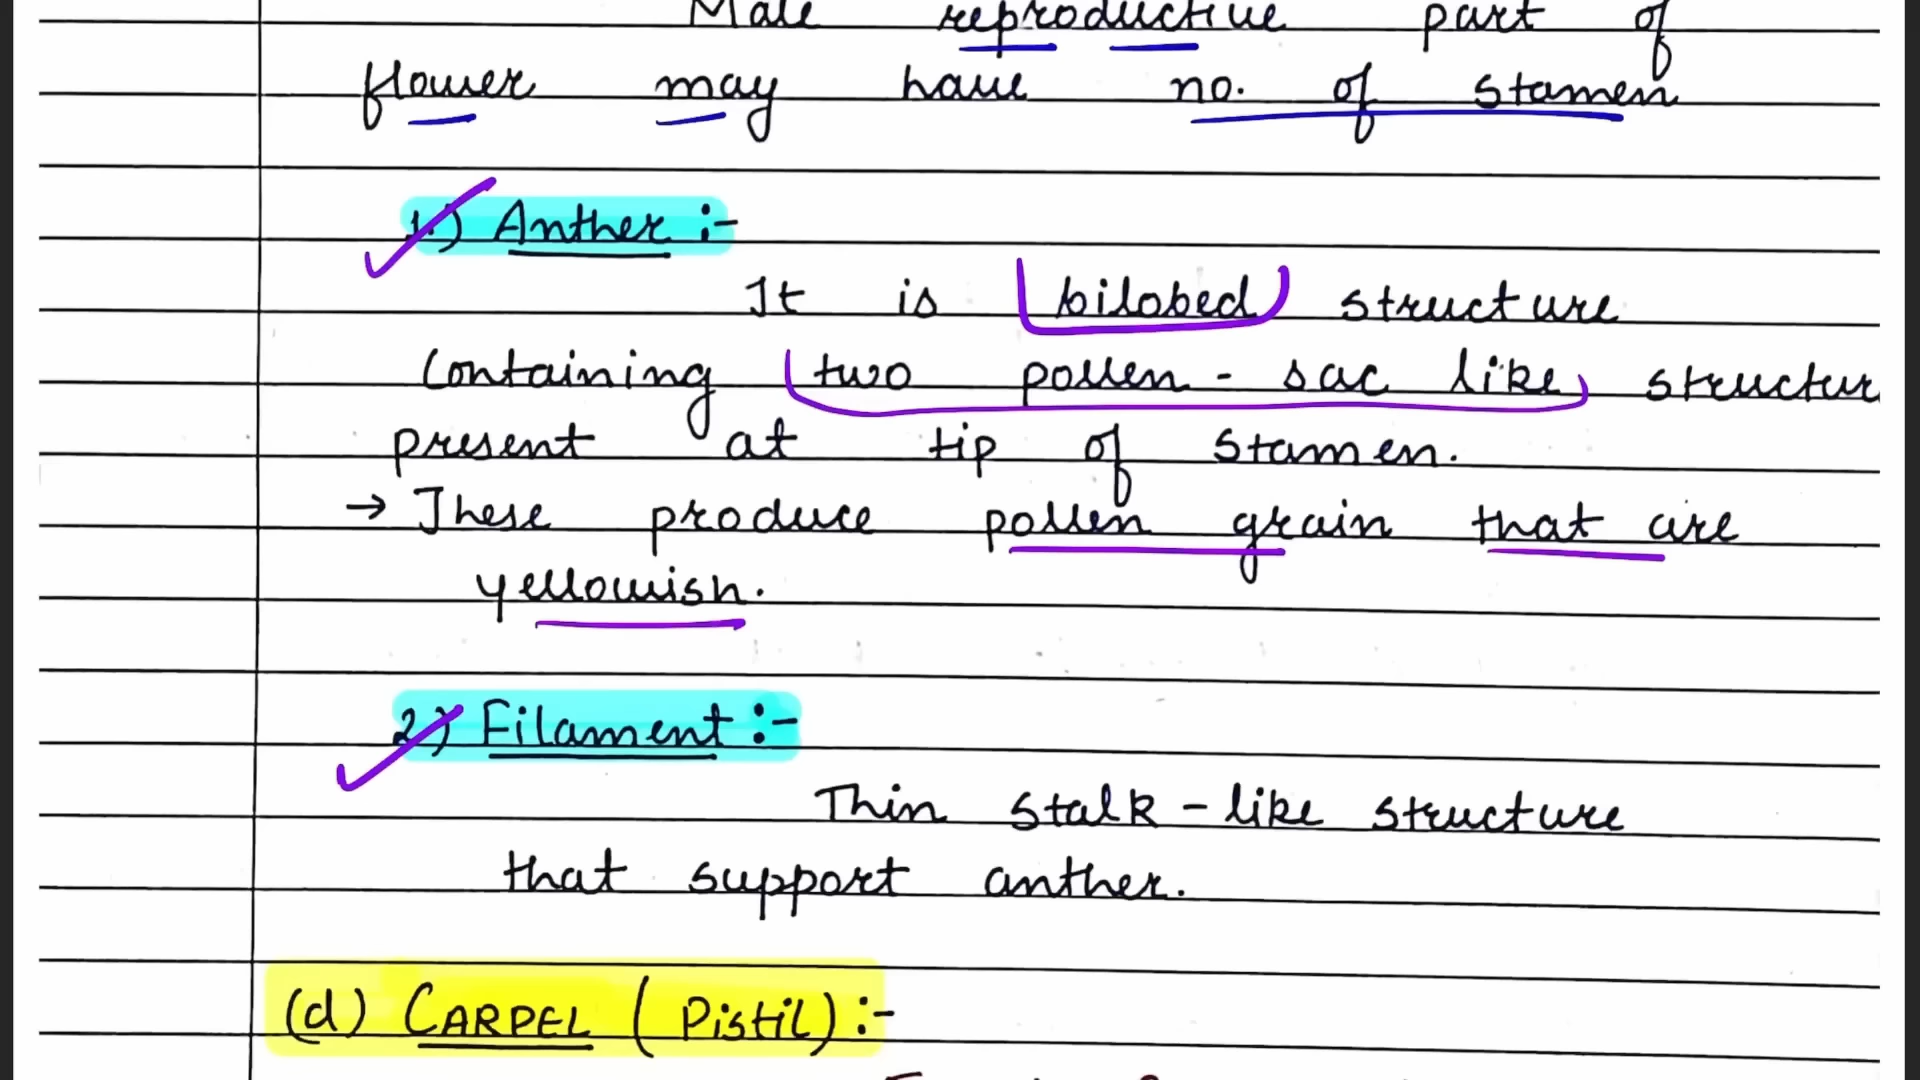 Male reproductive part of
flower may have no. of stamen
1.) Anther :-
It is bilobed structure
Containing two pollen - sac like structur
present at tip of stamen.
→ These produce pollen grain that are
yellowish.
2.) Filament :-
Thin stalk - like structure
that support anther.
(d) CARPEL ( Pistil) :-